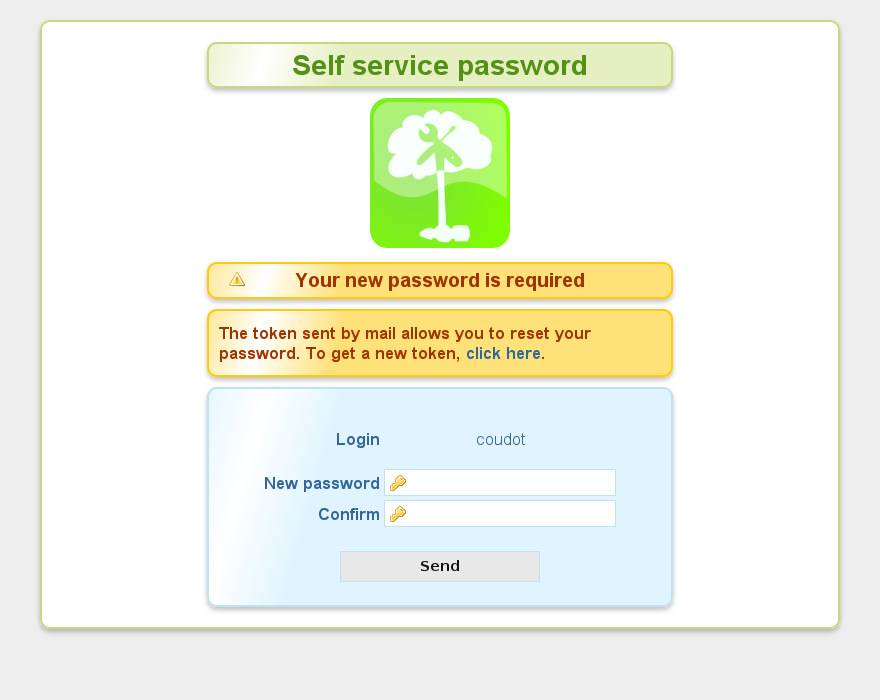 Self service password
Your new password is required
The token sent by mail allows you to reset your
password. To get a new token, click here.
Login coudot
New password
Confirm
Send